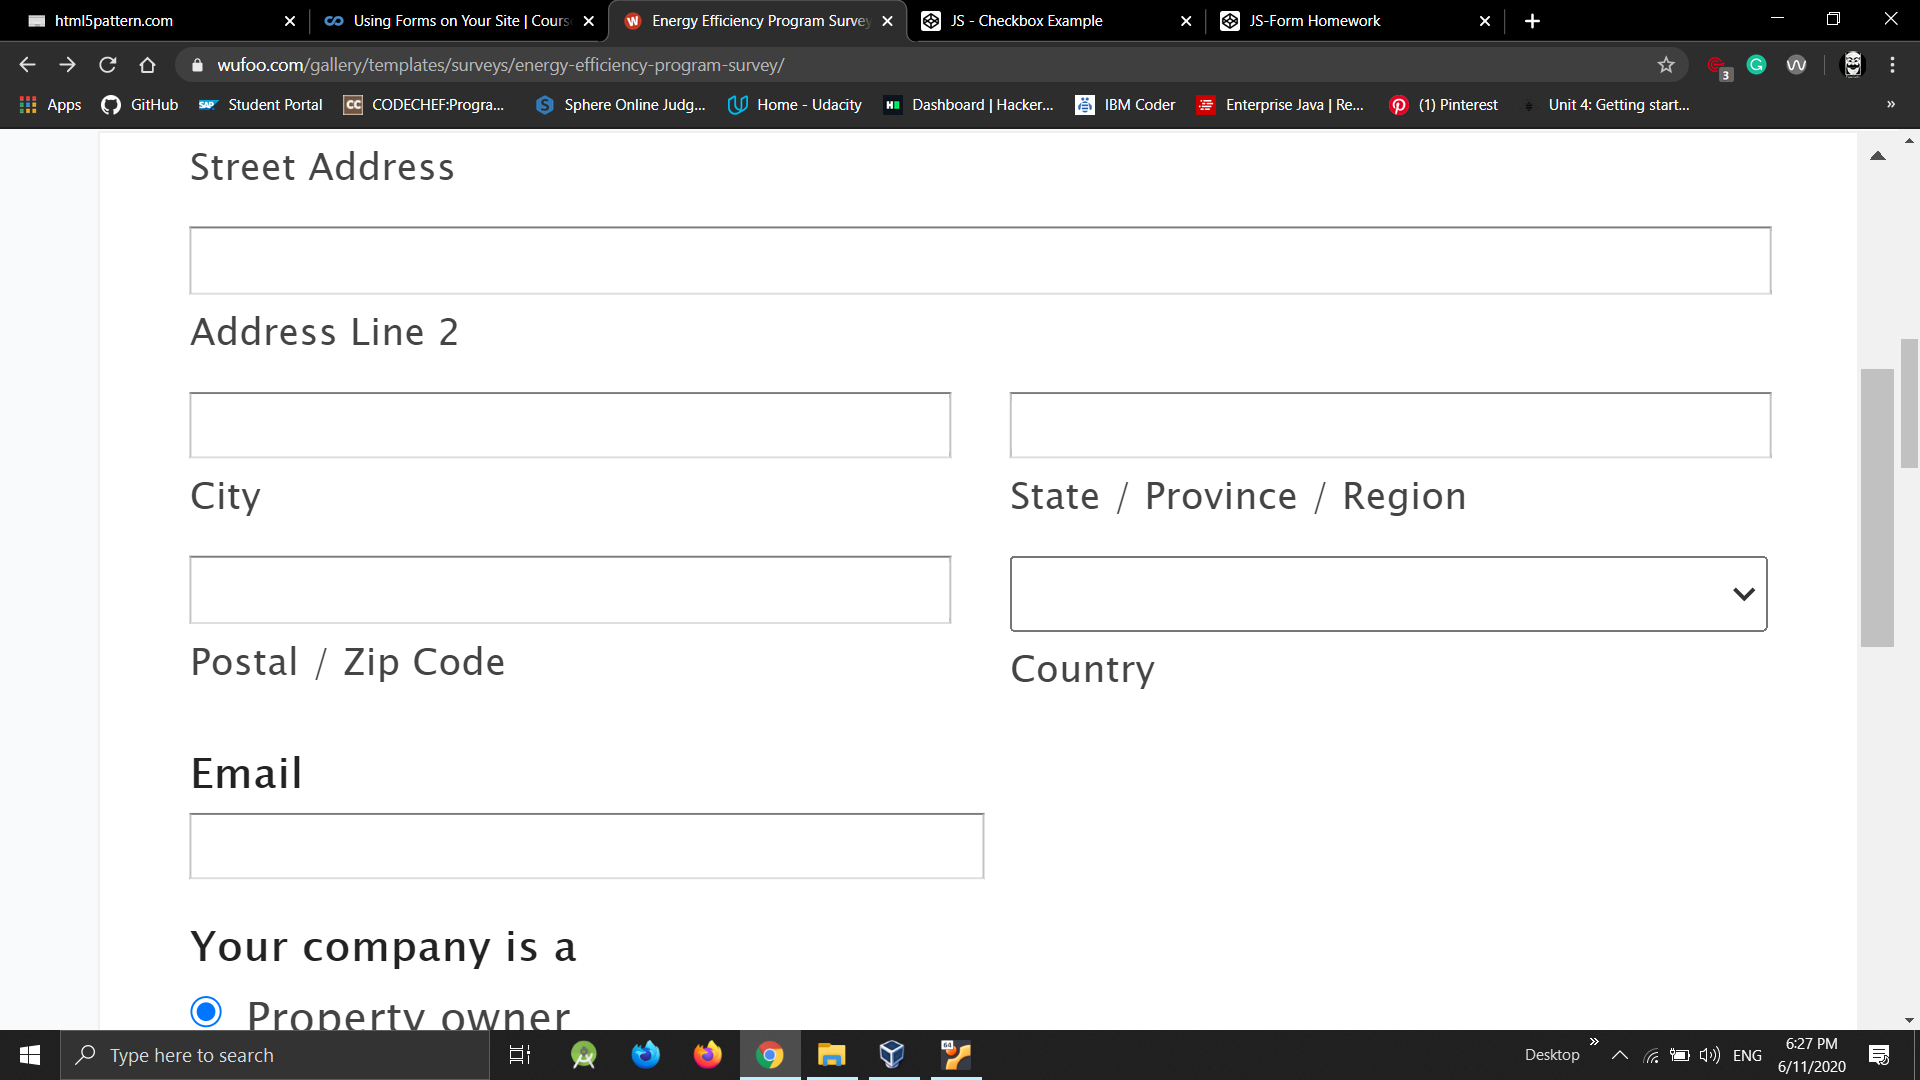 html5pattern.com
Using Forms on Your Site | Cours
Energy Efficiency Program Survey
JS - Checkbox Example
JS-Form Homework
wufoo.com/gallery/templates/surveys/energy-efficiency-program-survey/
3
Apps
GitHub
SAP Student Portal
CC CODECHEF:Progra...
S Sphere Online Judg...
Home - Udacity
H Dashboard | Hacker...
IBM Coder
Enterprise Java | Re...
(1) Pinterest
Unit 4: Getting start...
»
Street Address
Address Line 2
City
State / Province / Region
Postal / Zip Code
Country
Email
Your company is a
Property owner
Type here to search
64
Desktop
»
ENG
6:27 PM
6/11/2020